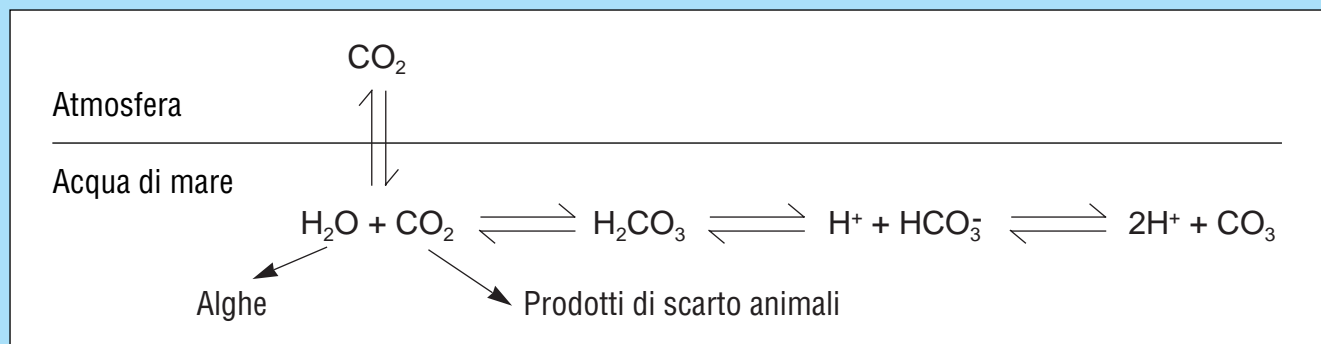 CO₂
Atmosfera
Acqua di mare
H₂O + CO₂ ⇌ H₂CO₃ ⇌ H⁺ + HCO₃⁻ ⇌ 2H⁺ + CO₃
Alghe Prodotti di scarto animali